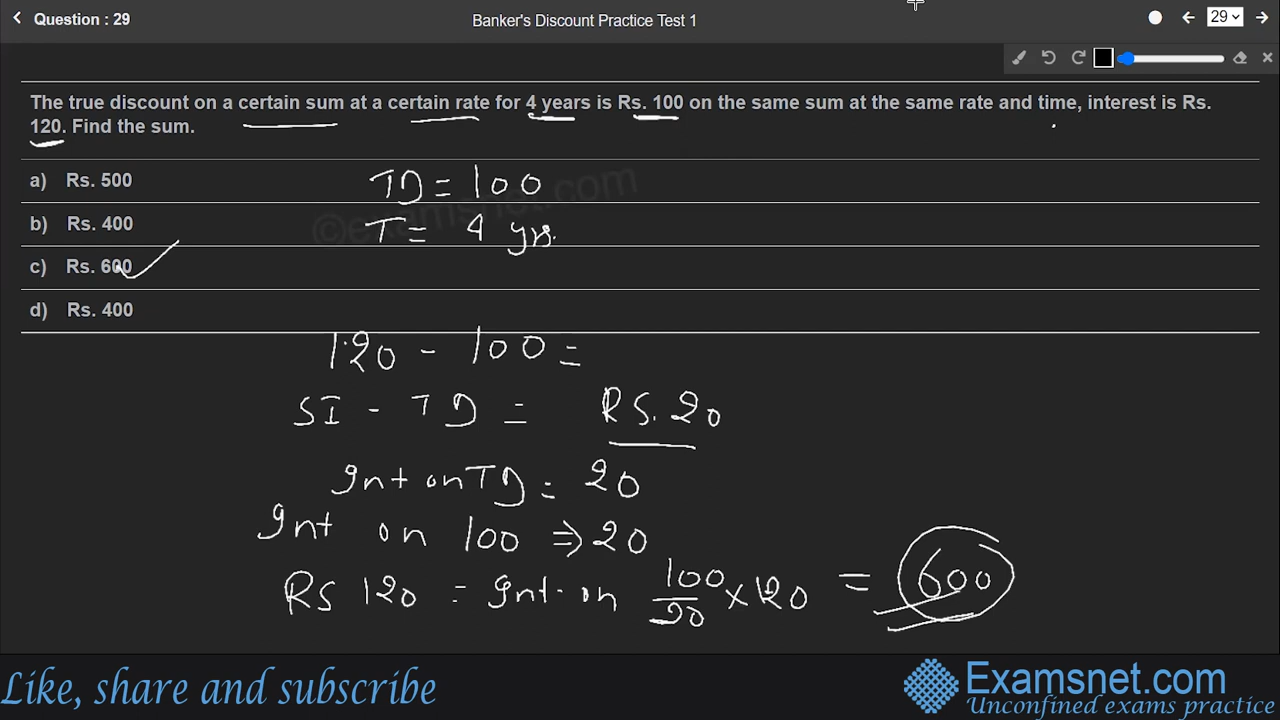 Question : 29
Banker's Discount Practice Test 1
29
The true discount on a certain sum at a certain rate for 4 years is Rs. 100 on the same sum at the same rate and time, interest is Rs.
120. Find the sum.
a) Rs. 500
b) Rs. 400
c) Rs. 600
d) Rs. 400
©examsnet.com
TD = 100
T = 4 yrs.
120 - 100 =
SI - TD = RS. 20
Int on TD = 20
Int on 100 ⇒ 20
RS 120 = Int. on 100/20 × 120 = 600
Like, share and subscribe
Examsnet.com
Unconfined exams practice